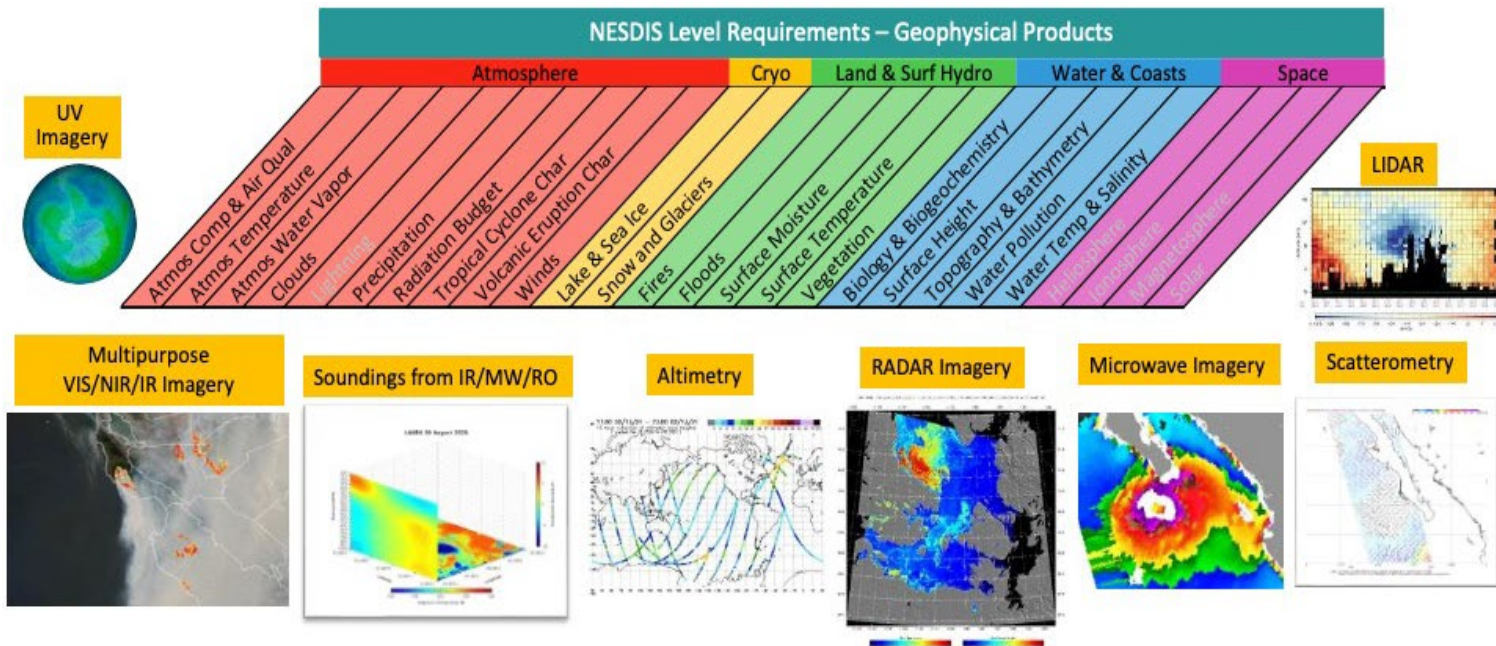 NESDIS Level Requirements – Geophysical Products
Atmosphere
Cryo
Land & Surf Hydro
Water & Coasts
Space
UV
Imagery
Atmos Comp & Air Qual
Atmos Temperature
Atmos Water Vapor
Clouds
Lightning
Precipitation
Radiation Budget
Tropical Cyclone Char
Volcanic Eruption Char
Winds
Lake & Sea Ice
Snow and Glaciers
Fires
Floods
Surface Moisture
Surface Temperature
Vegetation
Biology & Biogeochemistry
Surface Height
Topography & Bathymetry
Water Pollution
Water Temp & Salinity
Heliosphere
Ionosphere
Magnetosphere
Solar
LIDAR
Multipurpose
VIS/NIR/IR Imagery
Soundings from IR/MW/RO
Altimetry
RADAR Imagery
Microwave Imagery
Scatterometry